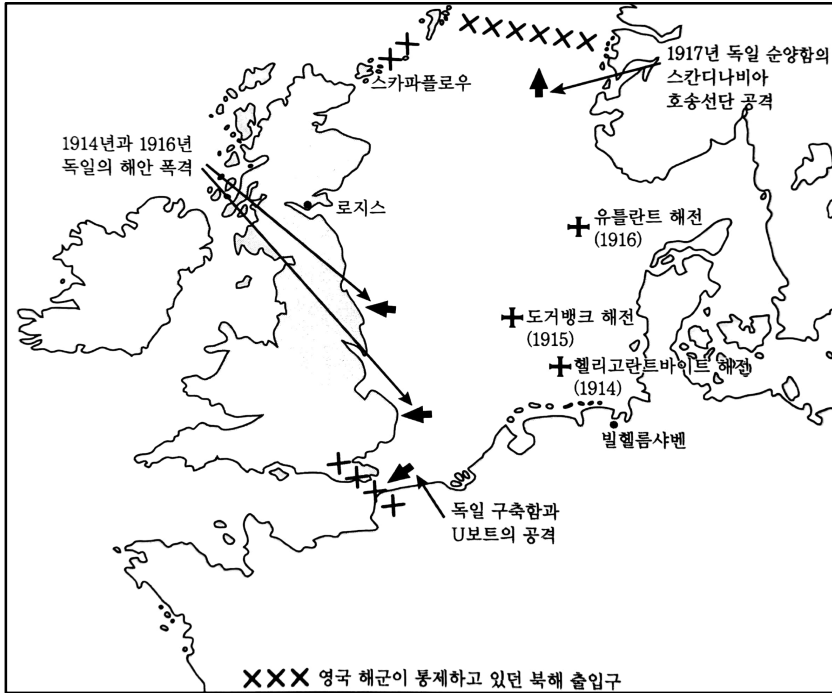 스카파플로우
1917년 독일 순양함의
스칸디나비아
호송선단 공격
1914년과 1916년
독일의 해안 폭격
로지스
유틀란트 해전
(1916)
도거뱅크 해전
(1915)
헬리고란트바이트 해전
(1914)
빌헬름샤벤
독일 구축함과
U보트의 공격
영국 해군이 통제하고 있던 북해 출입구